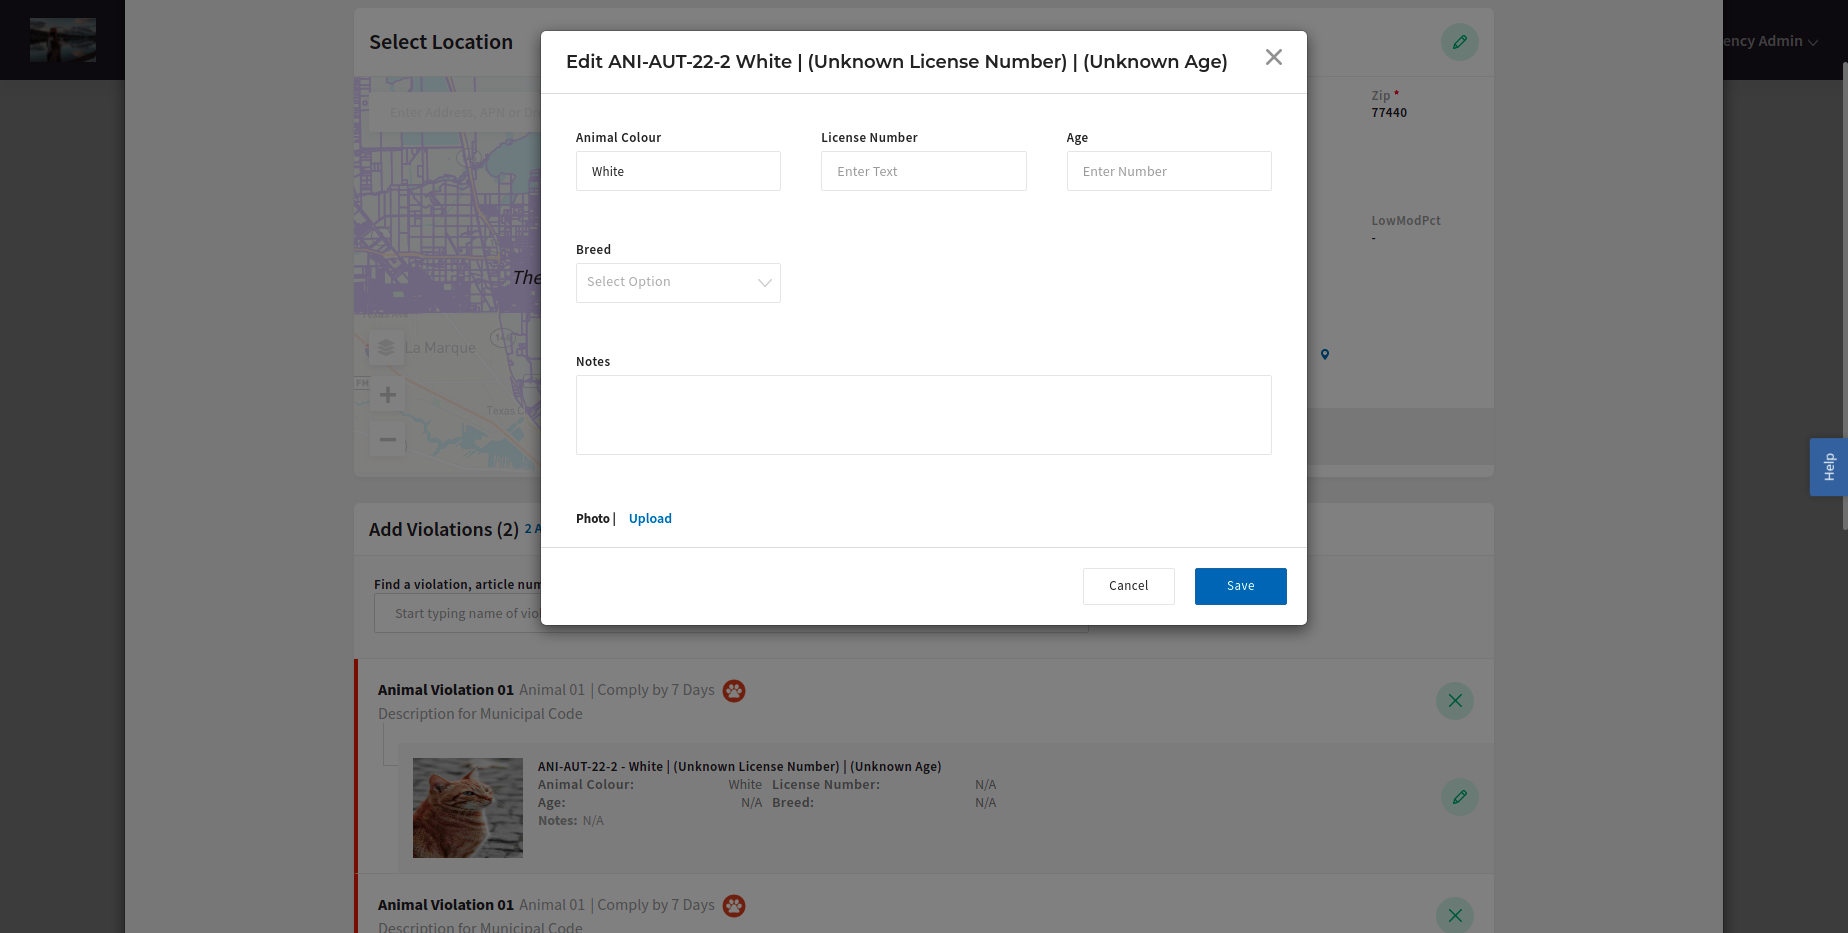 Select Location
ency Admin
Edit ANI-AUT-22-2 White | (Unknown License Number) | (Unknown Age)
Enter Address, APN or
Zip *
77440
Animal Colour
License Number
Age
White
Enter Text
Enter Number
LowModPct
-
Breed
Select Option
The
La Marque
146
FM
Texas
Notes
Help
Photo | Upload
Add Violations (2) 2
Cancel
Save
Find a violation, article
Start typing name of
Animal Violation 01 Animal 01 | Comply by 7 Days
Description for Municipal Code
ANI-AUT-22-2 - White | (Unknown License Number) | (Unknown Age)
Animal Colour: White License Number: N/A
Age: N/A Breed: N/A
Notes: N/A
Animal Violation 01 Animal 01 | Comply by 7 Days
Description for Municipal Code